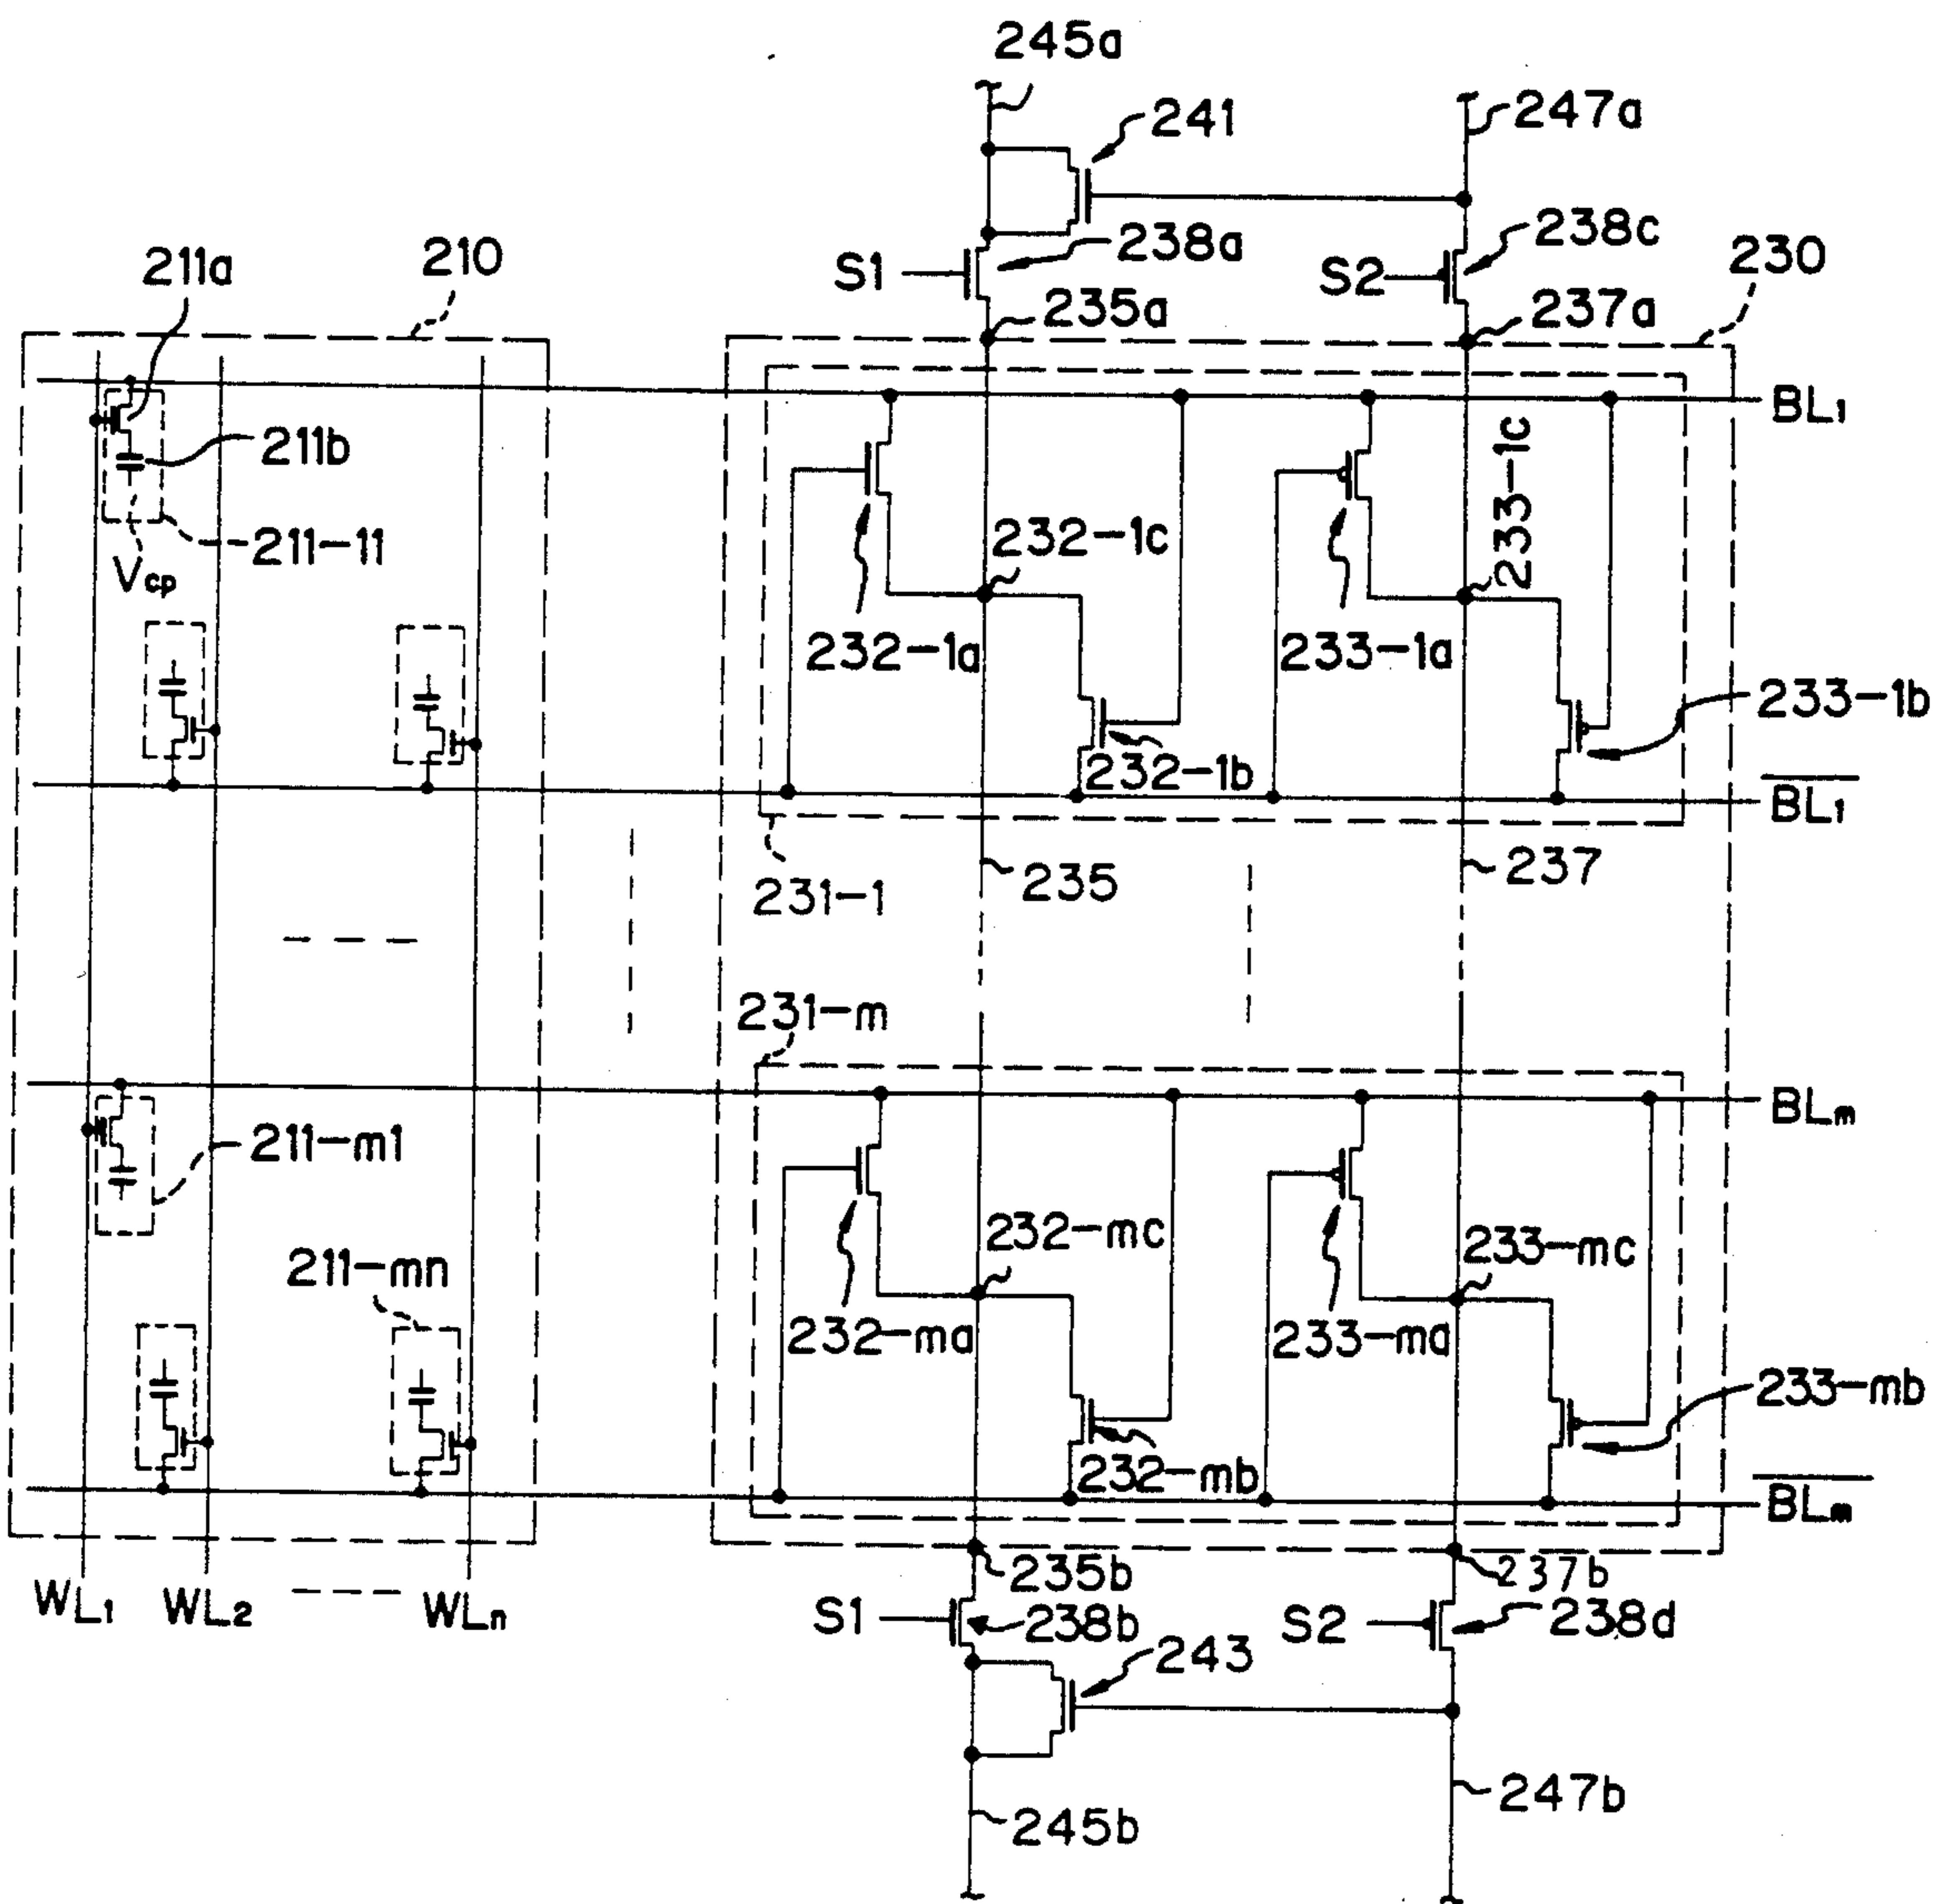 245a
241
247a
211a
210
S1
238a
S2
238c
230
235a
237a
BL1
211b
211-11
Vcp
232-1c
233-1c
232-1a
233-1a
233-1b
232-1b
BL1
231-1
235
237
231-m
BLm
211-m1
232-mc
233-mc
211-mn
232-ma
233-ma
233-mb
232-mb
BLm
235b
237b
WL1
WL2
WLn
S1
238b
S2
238d
243
247b
245b